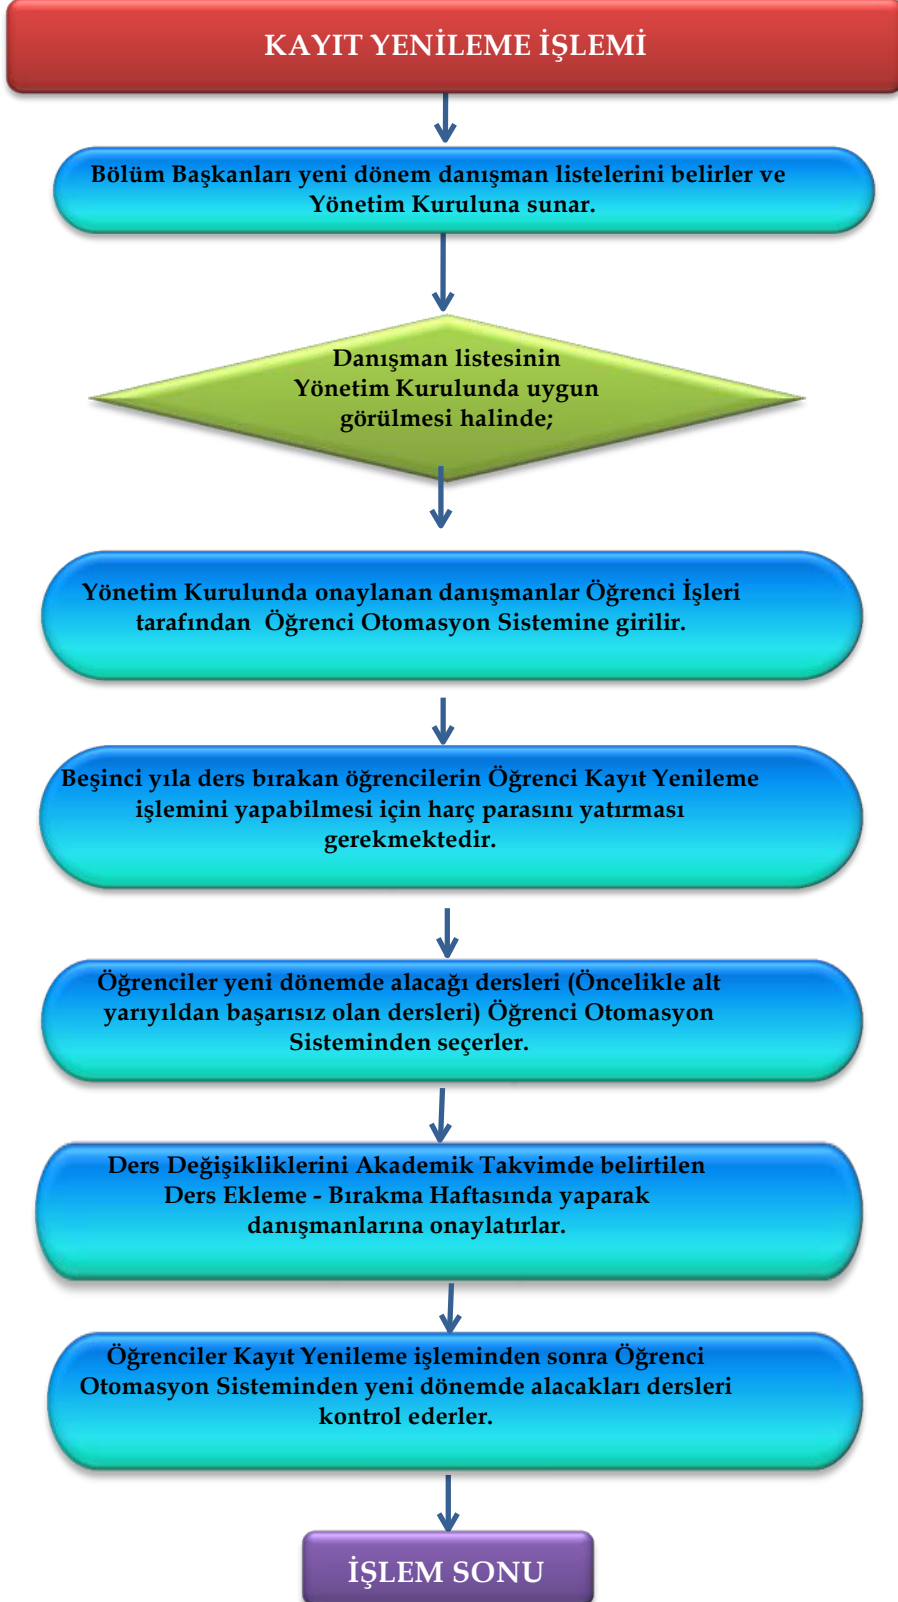 KAYIT YENİLEME İŞLEMİ
Bölüm Başkanları yeni dönem danışman listelerini belirler ve
Yönetim Kuruluna sunar.
Danışman listesinin
Yönetim Kurulunda uygun
görülmesi halinde;
Yönetim Kurulunda onaylanan danışmanlar Öğrenci İşleri
tarafından Öğrenci Otomasyon Sistemine girilir.
Beşinci yıla ders bırakan öğrencilerin Öğrenci Kayıt Yenileme
işlemini yapabilmesi için harç parasını yatırması
gerekmektedir.
Öğrenciler yeni dönemde alacağı dersleri (Öncelikle alt
yarıyıldan başarısız olan dersleri) Öğrenci Otomasyon
Sisteminden seçerler.
Ders Değişikliklerini Akademik Takvimde belirtilen
Ders Ekleme - Bırakma Haftasında yaparak
danışmanlarına onaylatırlar.
Öğrenciler Kayıt Yenileme işleminden sonra Öğrenci
Otomasyon Sisteminden yeni dönemde alacakları dersleri
kontrol ederler.
İŞLEM SONU